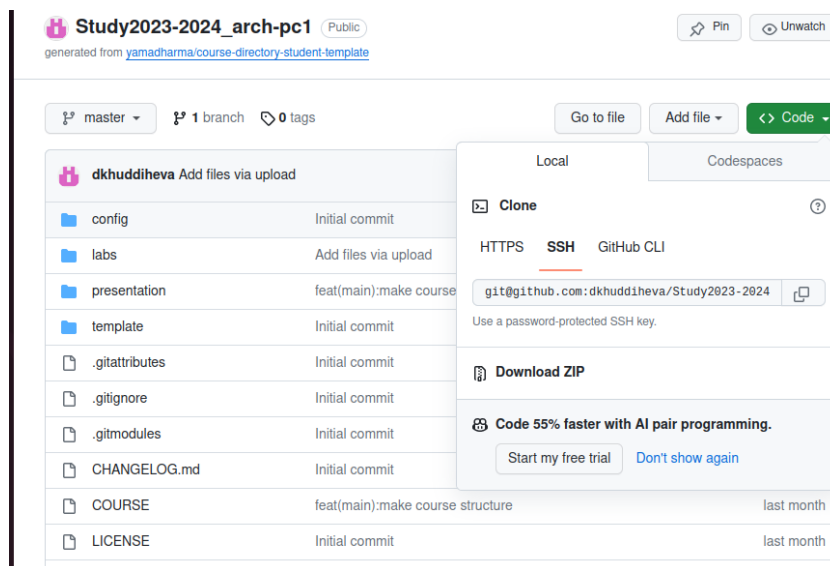 Study2023-2024_arch-pc1 Public
Pin
Unwatch
generated from yamadharma/course-directory-student-template
master
1 branch
0 tags
Go to file
Add file
<> Code
dkhuddiheva Add files via upload
Local
Codespaces
Clone
HTTPS
SSH
GitHub CLI
git@github.com:dkhuddiheva/Study2023-2024
Use a password-protected SSH key.
Download ZIP
Code 55% faster with AI pair programming.
Start my free trial
Don't show again
config Initial commit
labs Add files via upload
presentation feat(main):make course
template Initial commit
.gitattributes Initial commit
.gitignore Initial commit
.gitmodules Initial commit
CHANGELOG.md Initial commit
COURSE feat(main):make course structure last month
LICENSE Initial commit last month